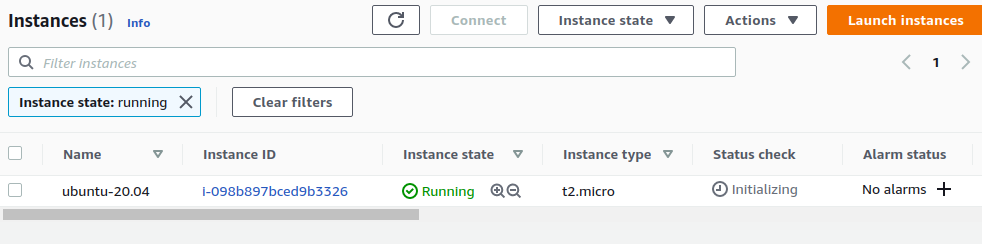 Instances (1) Info Connect Instance state Actions Launch instances
Filter instances 1
Instance state: running Clear filters
Name Instance ID Instance state Instance type Status check Alarm status
ubuntu-20.04 i-098b897bced9b3326 Running t2.micro Initializing No alarms